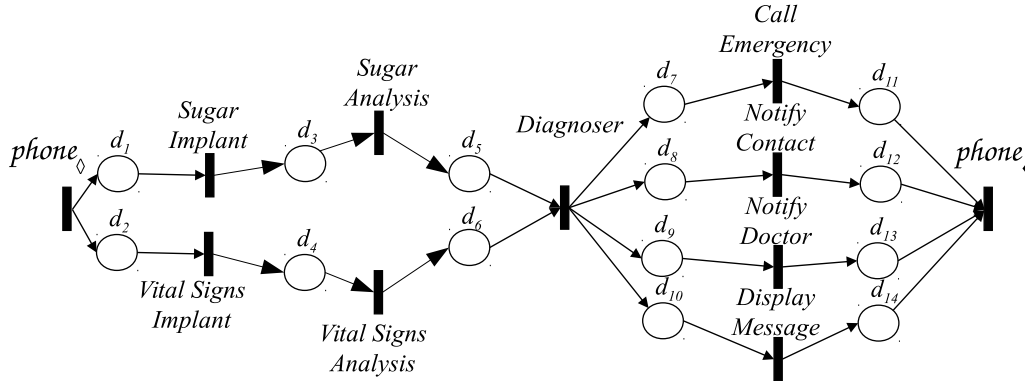 Call
Emergency
Sugar
Analysis
d7
d11
Sugar
Implant
Diagnoser
Notify
Contact
phone◊
d1
d3
d5
d8
d12
phone
d2
d4
d6
Notify
Doctor
d9
d13
Vital Signs
Implant
d10
Display
Message
d14
Vital Signs
Analysis